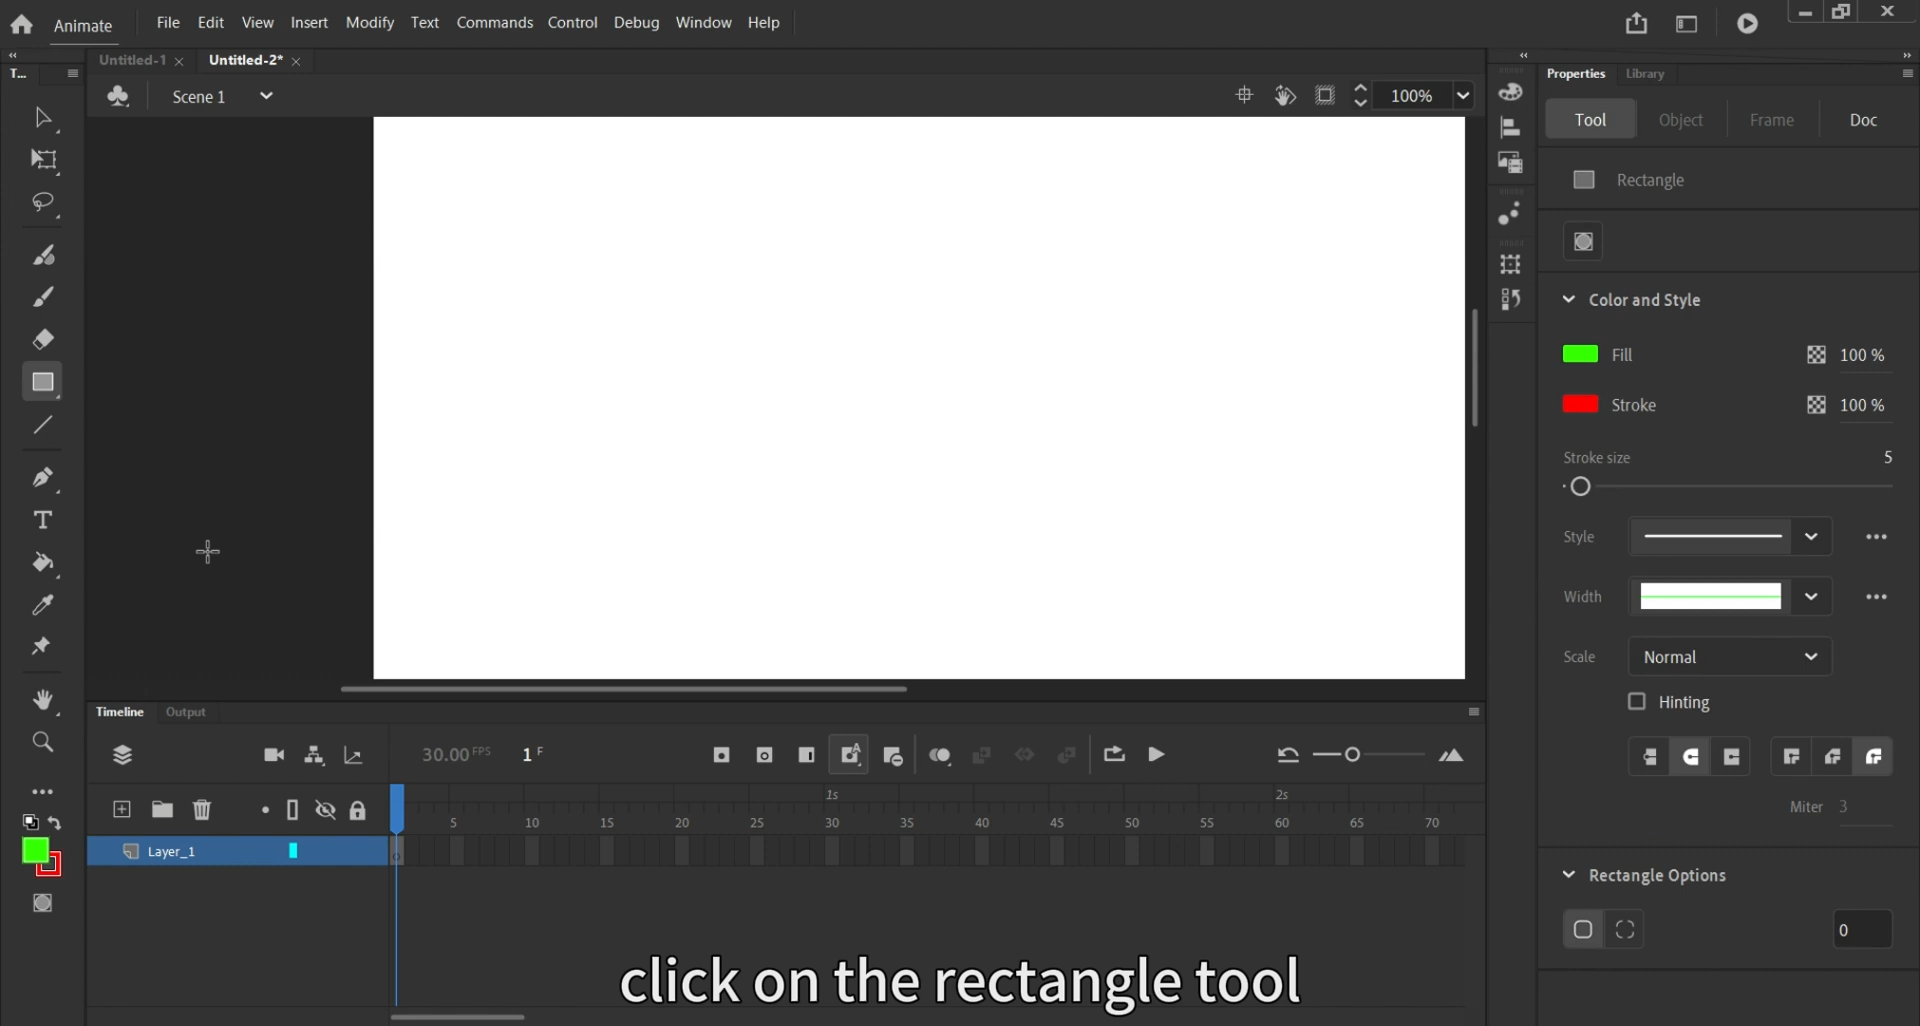 Animate File Edit View Insert Modify Text Commands Control Debug Window Help
T...
Untitled-1 Untitled-2*
Scene 1
100%
Properties Library
Tool Object Frame Doc
Rectangle
Color and Style
Fill 100 %
Stroke 100 %
Stroke size 5
Style
Width
Scale Normal
Hinting
Miter 3
Rectangle Options
0
T
Timeline Output
30.00 FPS 1 F
1s 2s
5 10 15 20 25 30 35 40 45 50 55 60 65 70
Layer_1
click on the rectangle tool